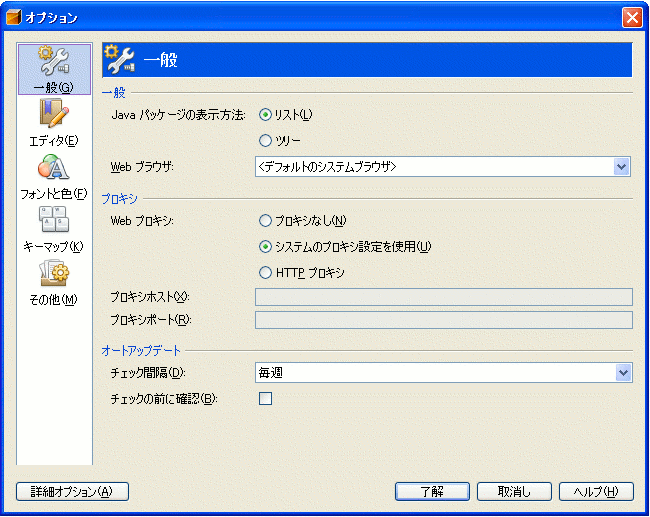 オプション
一般(G)
エディタ(E)
フォントと色(F)
キーマップ(K)
その他(M)
一般
一般
Java パッケージの表示方法:
リスト(L)
ツリー
Web ブラウザ:
<デフォルトのシステムブラウザ>
プロキシ
Web プロキシ:
プロキシなし(N)
システムのプロキシ設定を使用(U)
HTTP プロキシ
プロキシホスト(X):
プロキシポート(R):
オートアップデート
チェック間隔(D):
毎週
チェックの前に確認(B):
詳細オプション(A)
了解
取消し
ヘルプ(H)